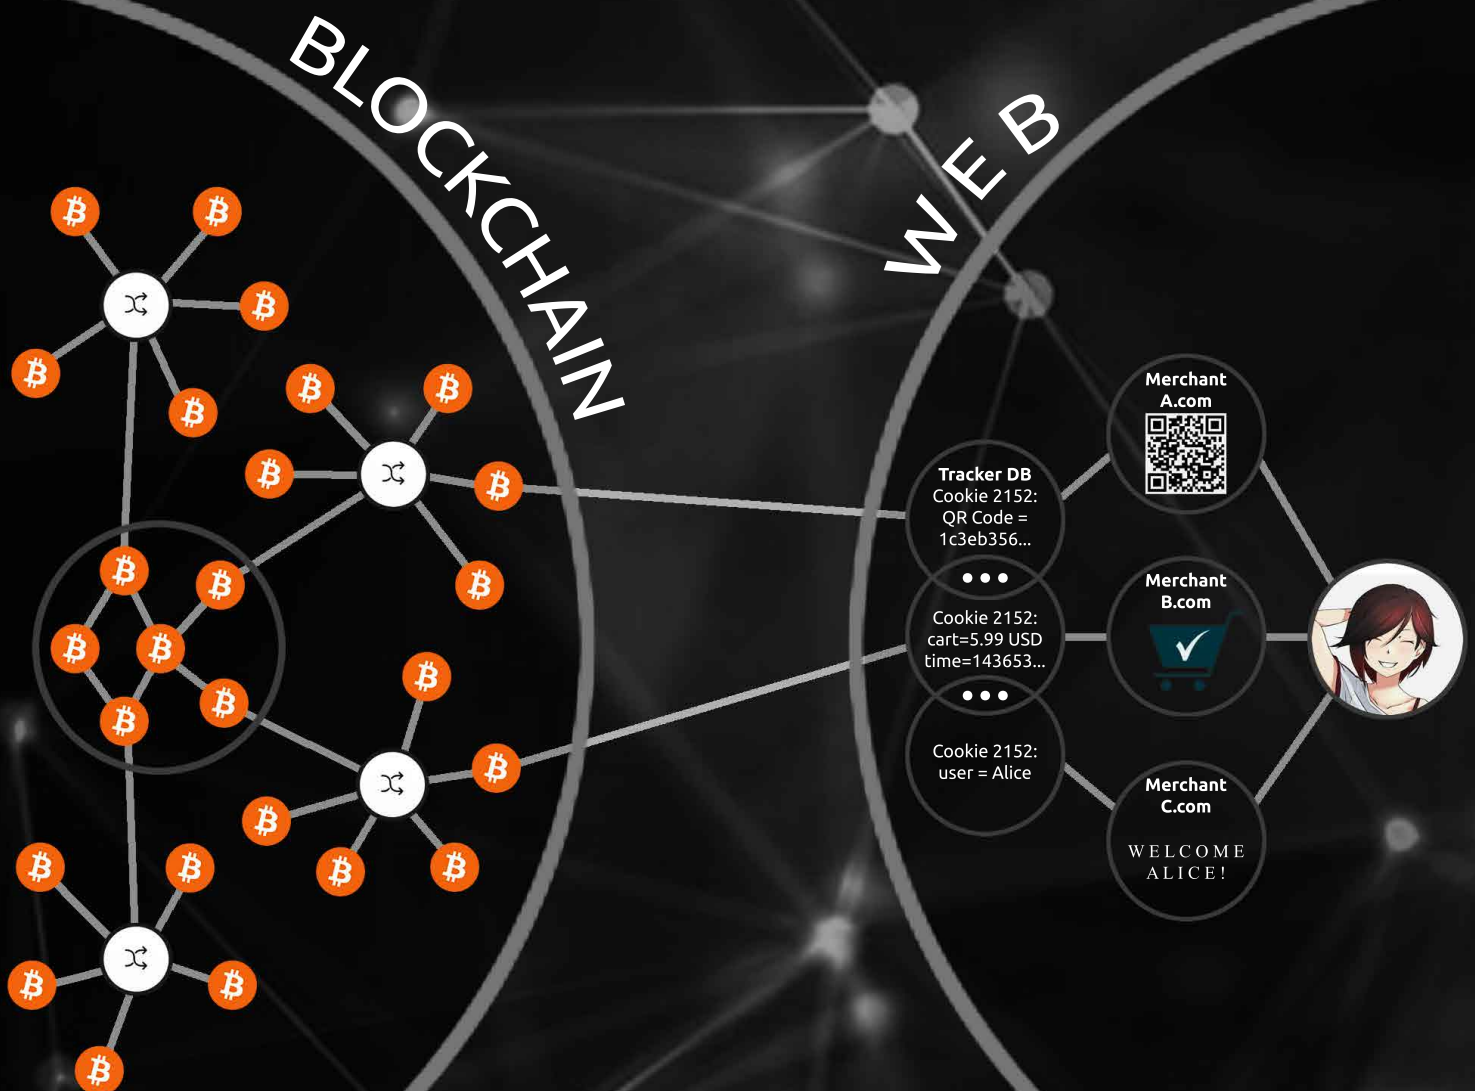 BLOCKCHAIN
WEB
Merchant
A.com
Tracker DB
Cookie 2152:
QR Code =
1c3eb356...
Cookie 2152:
cart=5.99 USD
time=143653...
Cookie 2152:
user = Alice
Merchant
B.com
Merchant
C.com
WELCOME
ALICE!